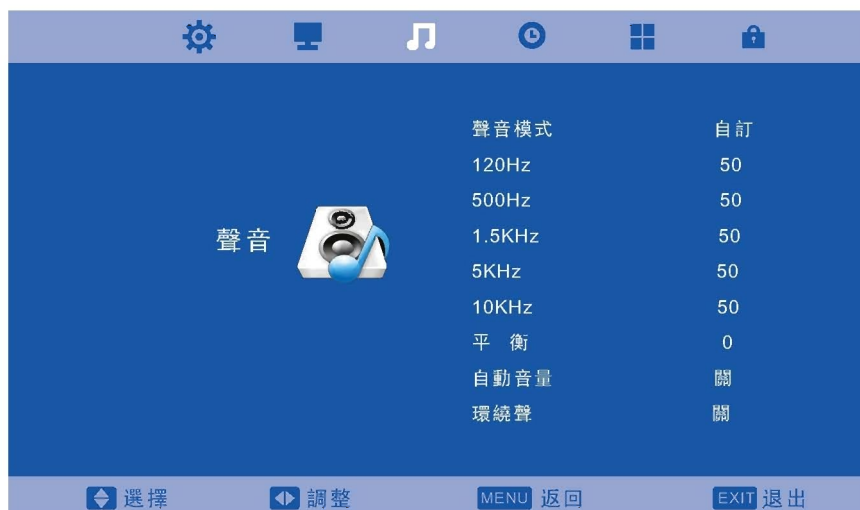 聲音模式 自訂
120Hz 50
500Hz 50
聲音
1.5KHz 50
5KHz 50
10KHz 50
平 衡 0
自動音量 關
環繞聲 關
選擇 調整 MENU 返回 EXIT 退出